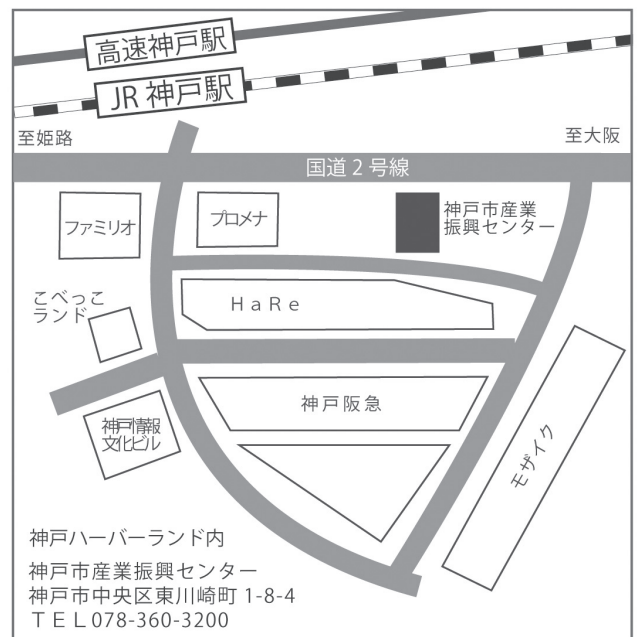 高速神戸駅
JR 神戸駅
至姫路
至大阪
国道 2 号線
ファミリオ
プロメナ
神戸市産業
振興センター
こべっこ
ランド
HaRe
神戸阪急
神戸情報
文化ビル
モザイク
神戸ハーバーランド内
神戸市産業振興センター
神戸市中央区東川崎町 1-8-4
ＴＥＬ078-360-3200